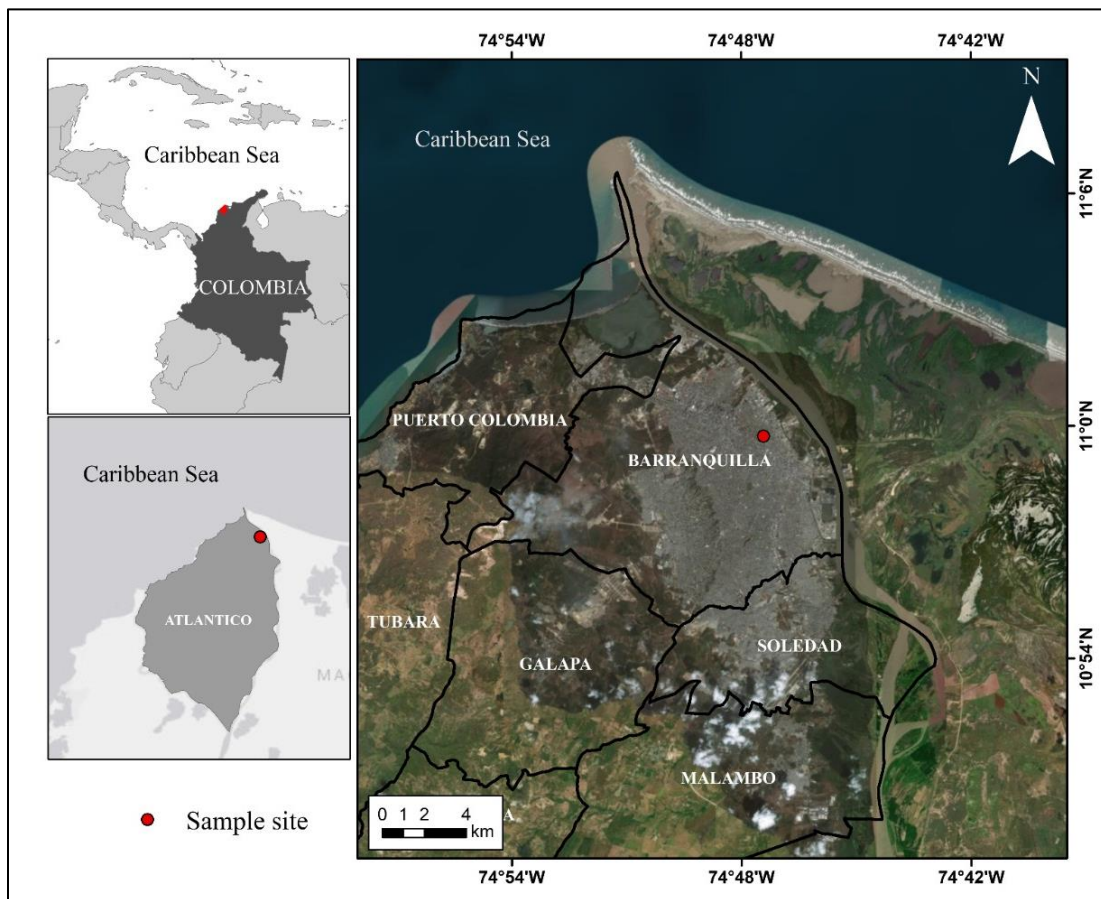 74°54'W
74°48'W
74°42'W
Caribbean Sea
COLOMBIA
Caribbean Sea
ATLANTICO
MA
Sample site
Caribbean Sea
N
11°6'N
11°0'N
10°54'N
PUERTO COLOMBIA
BARRANQUILLA
TUBARA
GALAPA
SOLEDAD
MALAMBO
A
0 1 2 4
km
74°54'W
74°48'W
74°42'W